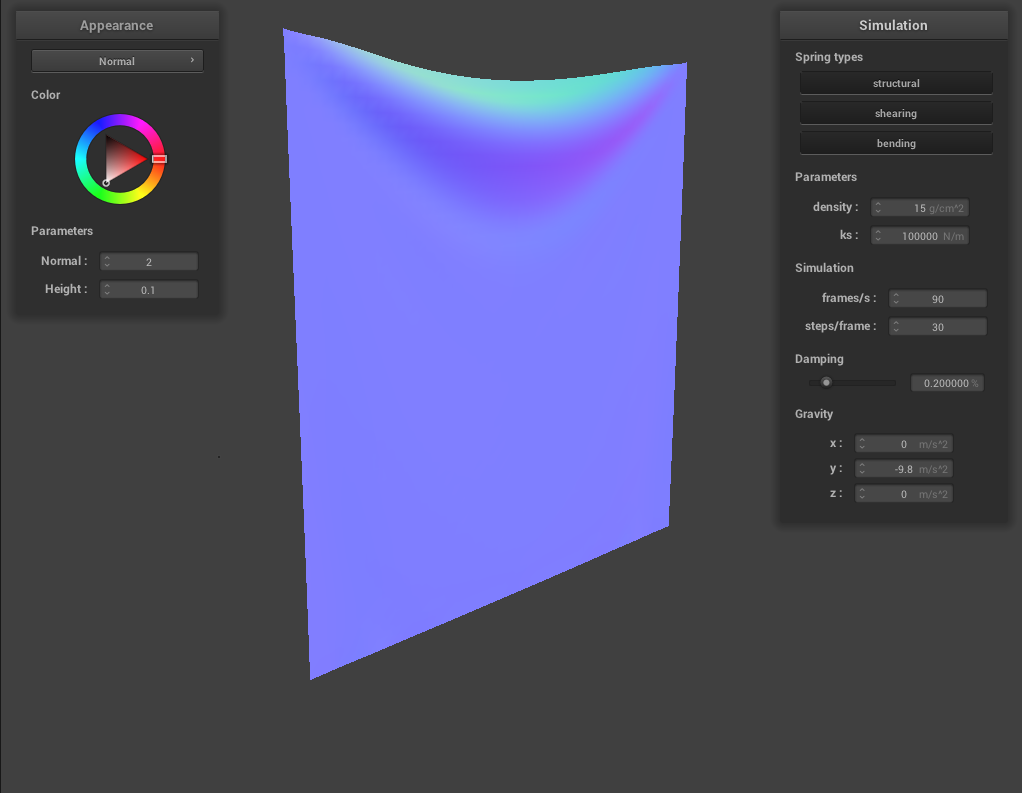 Appearance
Normal
Color
Parameters
Normal : 2
Height : 0.1
Simulation
Spring types
structural
shearing
bending
Parameters
density : 15 g/cm^2
ks : 100000 N/m
Simulation
frames/s : 90
steps/frame : 30
Damping
0.200000 %
Gravity
x : 0 m/s^2
y : -9.8 m/s^2
z : 0 m/s^2